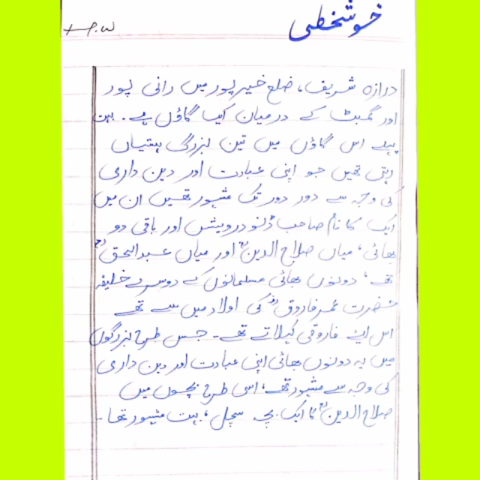 خوشخطی
درازہ شریف، ضلع خیرپور میں رانی پور
اور گمبٹ کے درمیان ایک گاؤں ہے۔ بہت
پہلے اس گاؤں میں تین بزرگ ہستیاں
رہتی تھیں جو اپنی عبادت اور دین داری
کی وجہ سے دور دور تک مشہور تھیں ان میں
ایک کا نام صاحب ڈنو درویش اور باقی دو
بھائی، میاں صلاح الدینؒ اور میاں عبدالحقؒ
تھے، دونوں بھائی مسلمانوں کے دوسرے خلیفہ
حضرت عمر فاروقؓ کی اولاد میں سے تھے
اس لیئے فاروقی کہلاتے تھے۔ جس طرح بزرگوں
میں یہ دونوں بھائی اپنی عبادت اور دین داری
کی وجہ سے مشہور تھے، اسی طرح بچوں میں
صلاح الدینؒ کا ایک بچہ سچل، بہت مشہور تھا۔